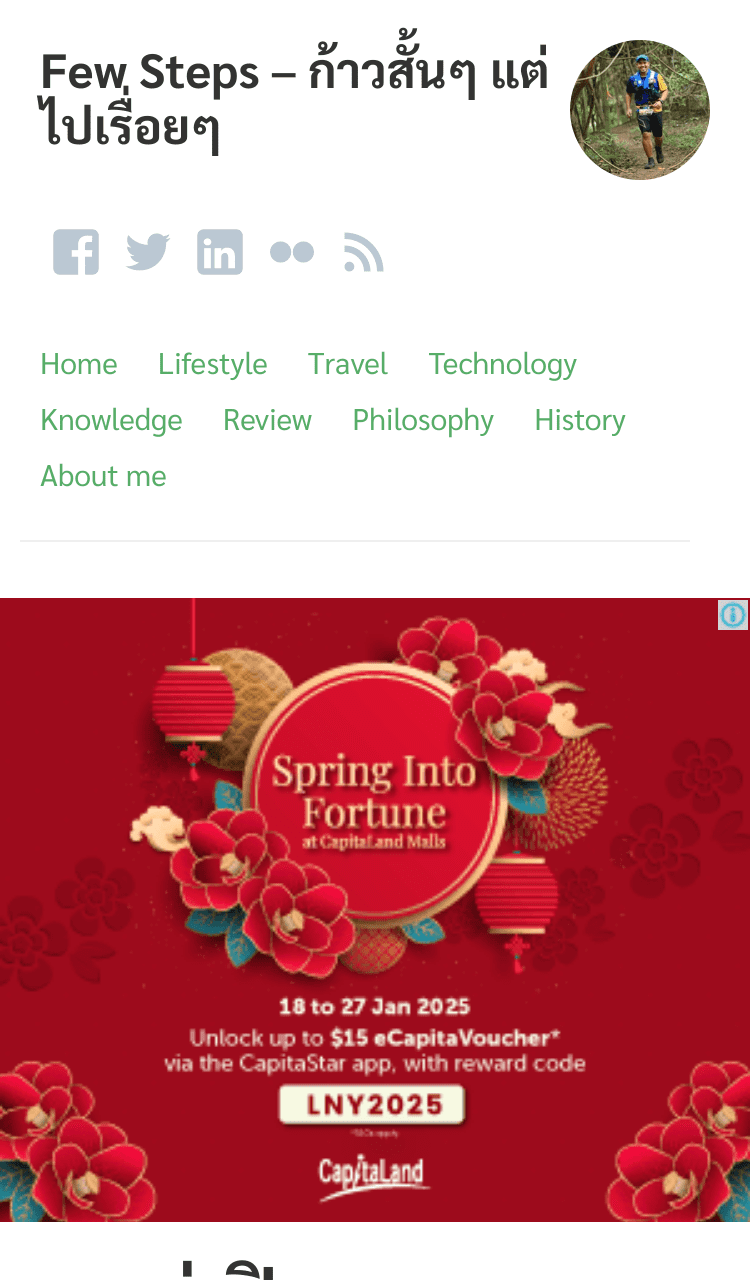 Few Steps – ก้าวสั้นๆ แต่
ไปเรื่อยๆ
Home Lifestyle Travel Technology
Knowledge Review Philosophy History
About me
Spring Into
Fortune
at CapitaLand Malls
18 to 27 Jan 2025
Unlock up to $15 eCapitaVoucher*
via the CapitaStar app, with reward code
LNY2025
CapitaLand